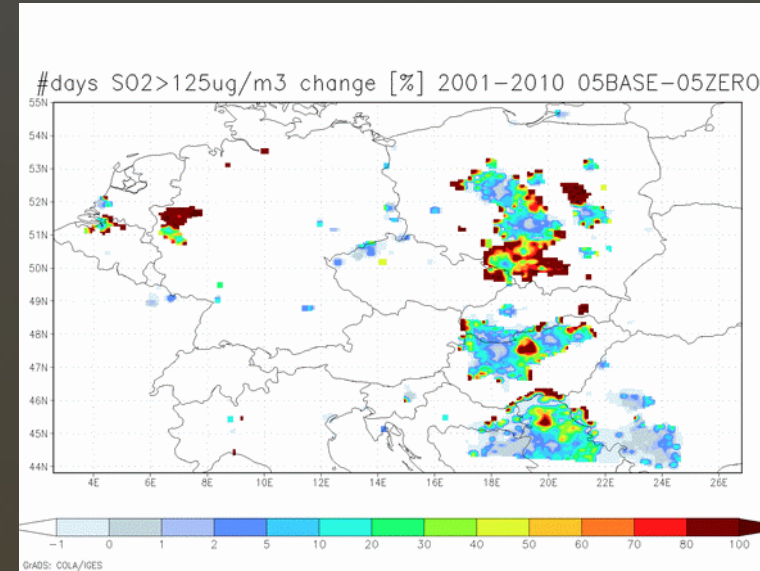 #days SO2>125ug/m3 change [%] 2001-2010 05BASE-05ZERO
55N
54N
53N
52N
51N
50N
49N
48N
47N
46N
45N
44N
4E 6E 8E 10E 12E 14E 16E 18E 20E 22E 24E 26E
-1 0 1 2 5 10 20 30 40 50 60 70 80 100
GrADS: COLA/IGES